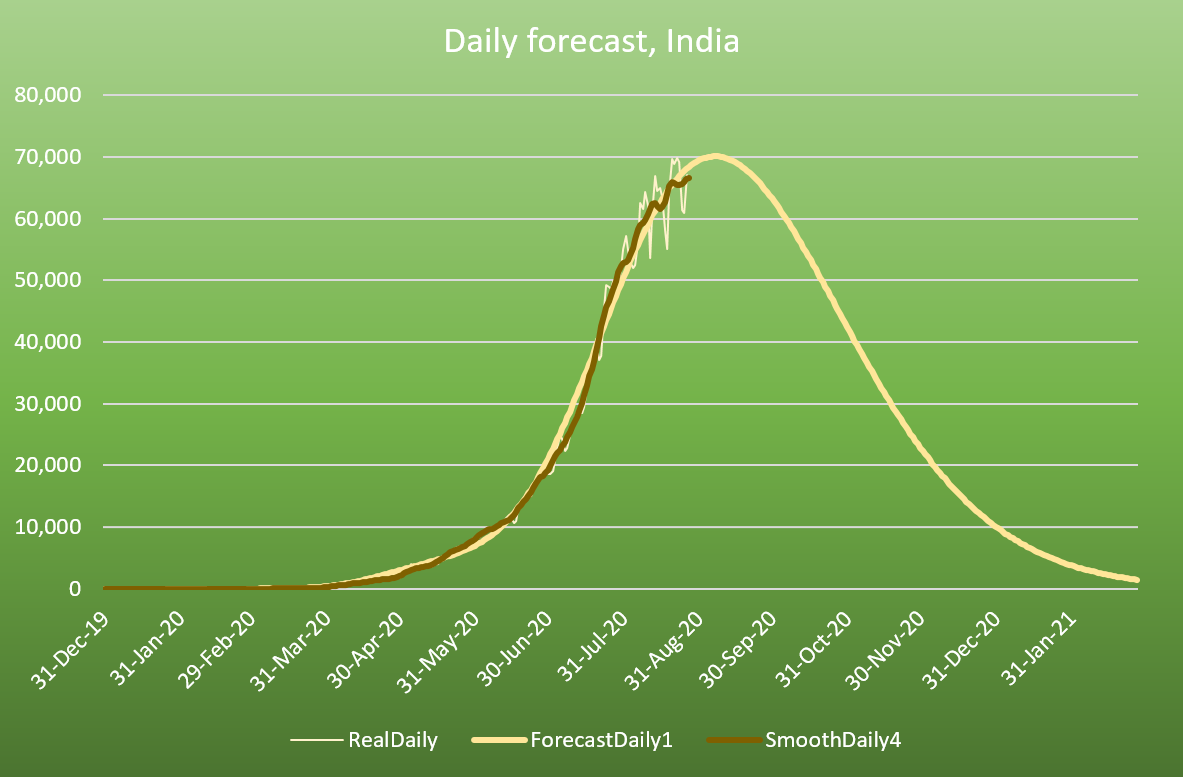 Daily forecast, India
80,000
70,000
60,000
50,000
40,000
30,000
20,000
10,000
0
31-Dec-19
31-Jan-20
29-Feb-20
31-Mar-20
30-Apr-20
31-May-20
30-Jun-20
31-Jul-20
31-Aug-20
30-Sep-20
31-Oct-20
30-Nov-20
31-Dec-20
31-Jan-21
RealDaily ForecastDaily1 SmoothDaily4